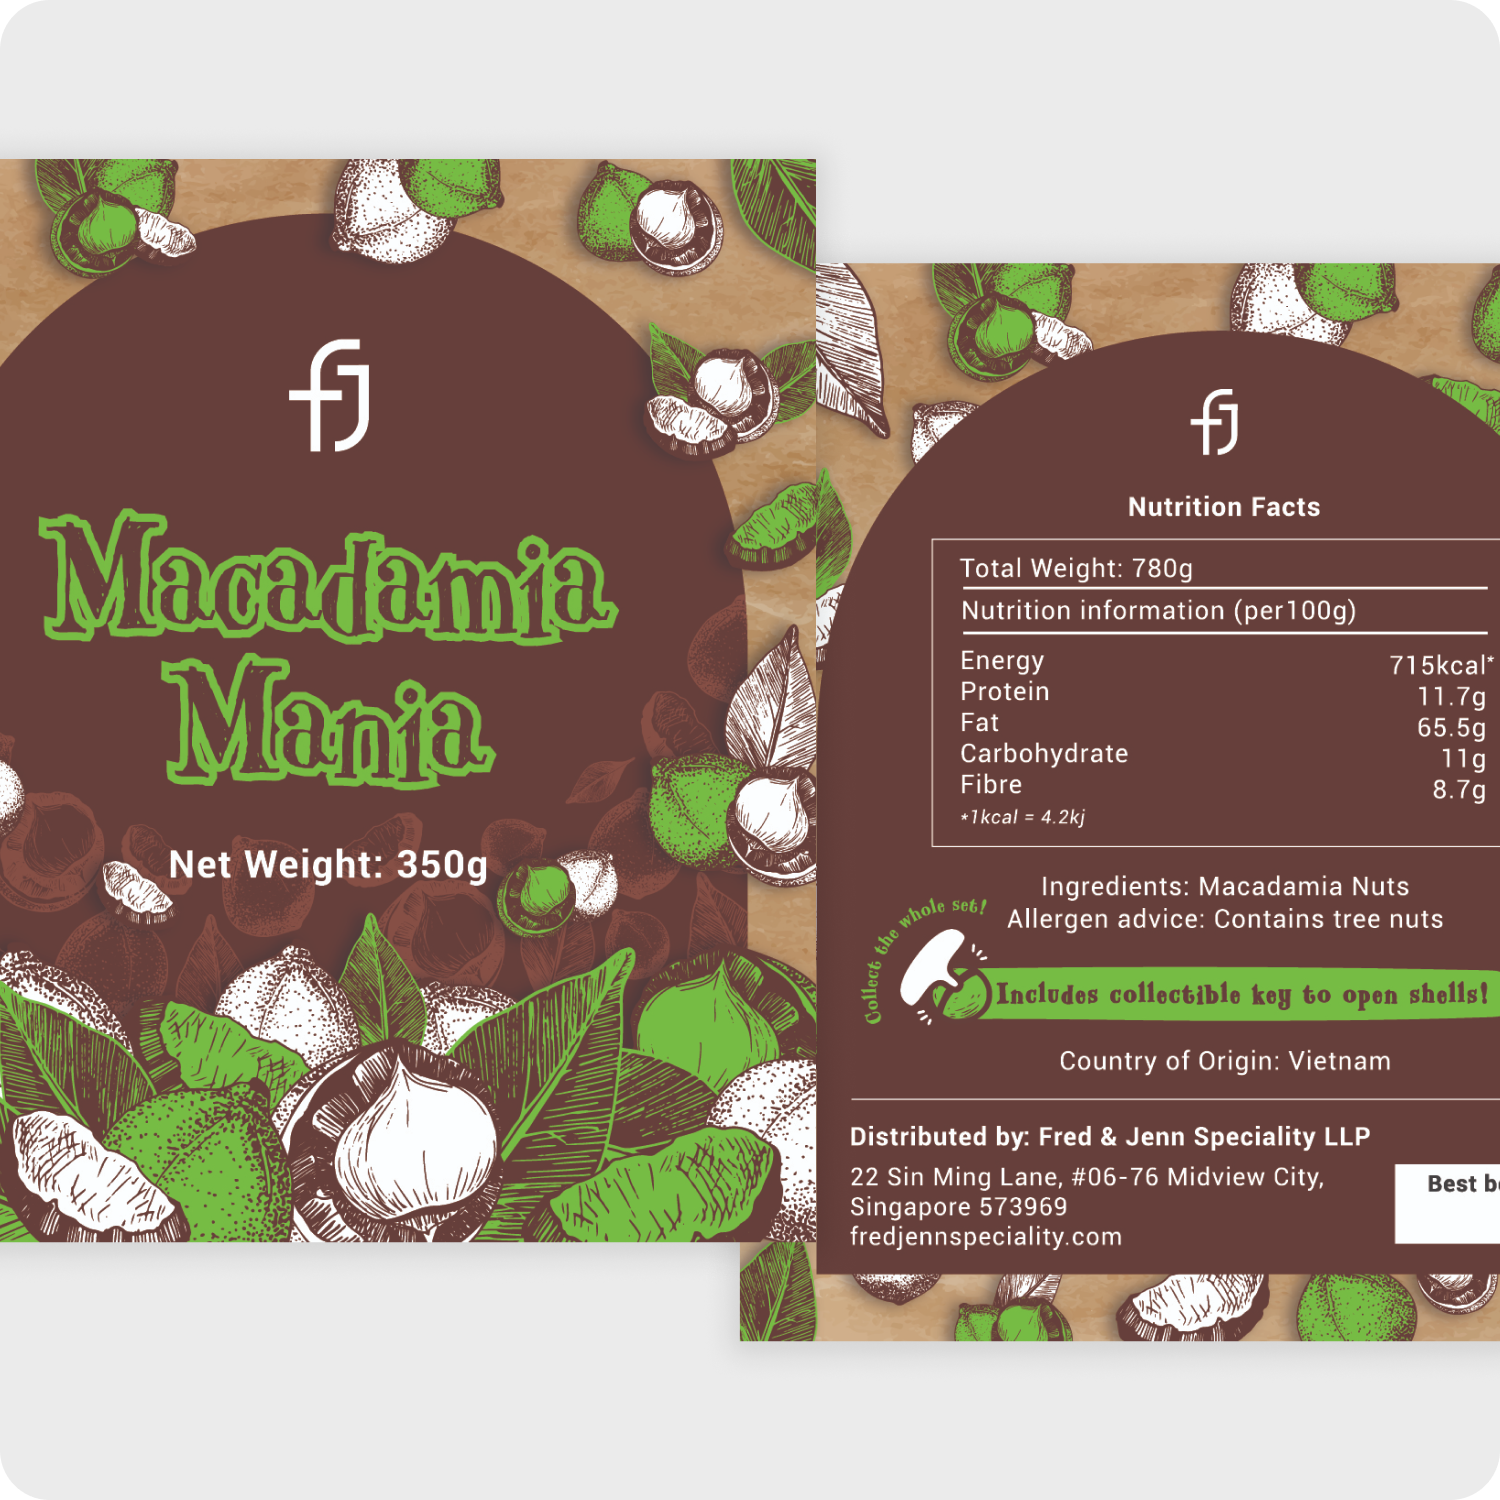 fJ
Macadamia
Mania
Net Weight: 350g
fJ
Nutrition Facts
Total Weight: 780g
Nutrition information (per100g)
Energy 715kcal*
Protein 11.7g
Fat 65.5g
Carbohydrate 11g
Fibre 8.7g
*1kcal = 4.2kj
Ingredients: Macadamia Nuts
Allergen advice: Contains tree nuts
Collect the whole set!
Includes collectible key to open shells!
Country of Origin: Vietnam
Distributed by: Fred & Jenn Speciality LLP
22 Sin Ming Lane, #06-76 Midview City,
Singapore 573969
fredjennspeciality.com
Best